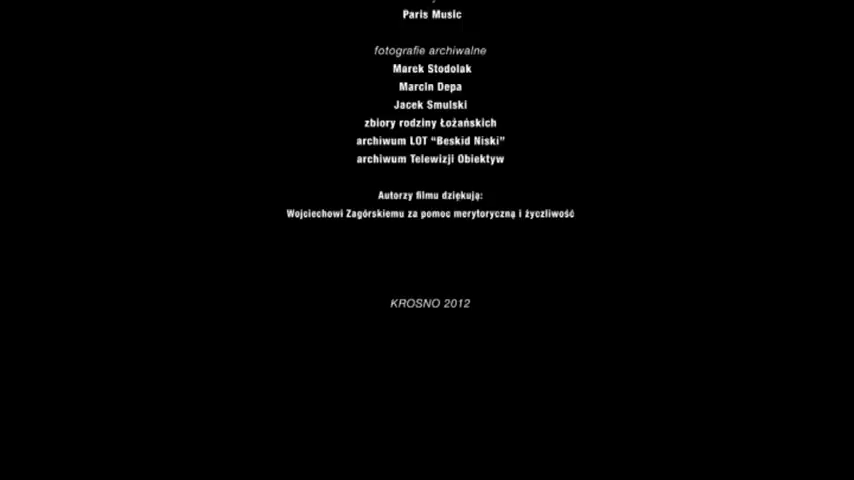 Paris Music
fotografie archiwalne
Marek Stodolak
Marcin Depa
Jacek Smulski
zbiory rodziny Łożańskich
archiwum LOT “Beskid Niski”
archiwum Telewizji Obiektyw
Autorzy filmu dziękują:
Wojciechowi Zagórskiemu za pomoc merytoryczną i życzliwość
KROSNO 2012